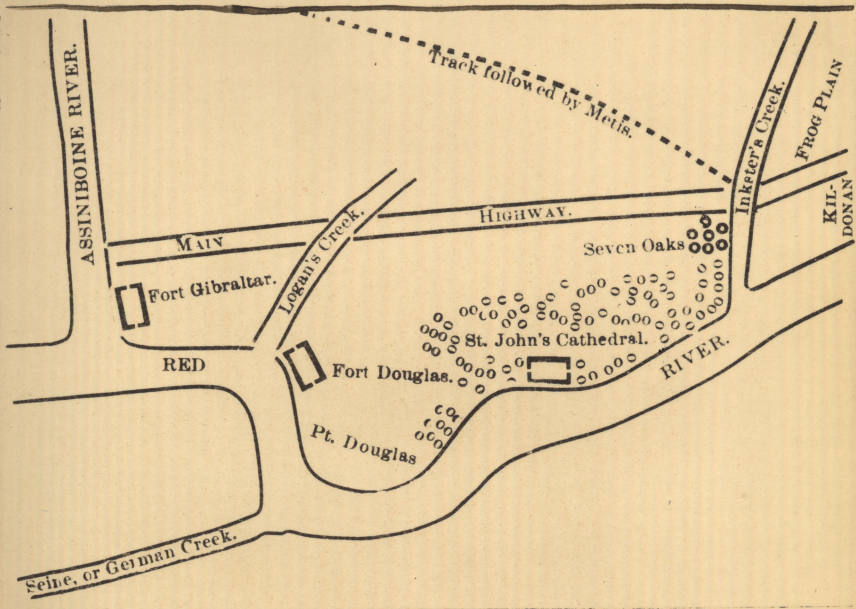 ASSINIBOINE RIVER.
Track followed by Metis.
Inkster's Creek.
FROG PLAIN
KIL-
DONAN
MAIN
HIGHWAY.
Logan's Creek.
Seven Oaks
Fort Gibraltar.
St. John's Cathedral.
RED
Fort Douglas.
RIVER.
Pt. Douglas
Seine, or German Creek.